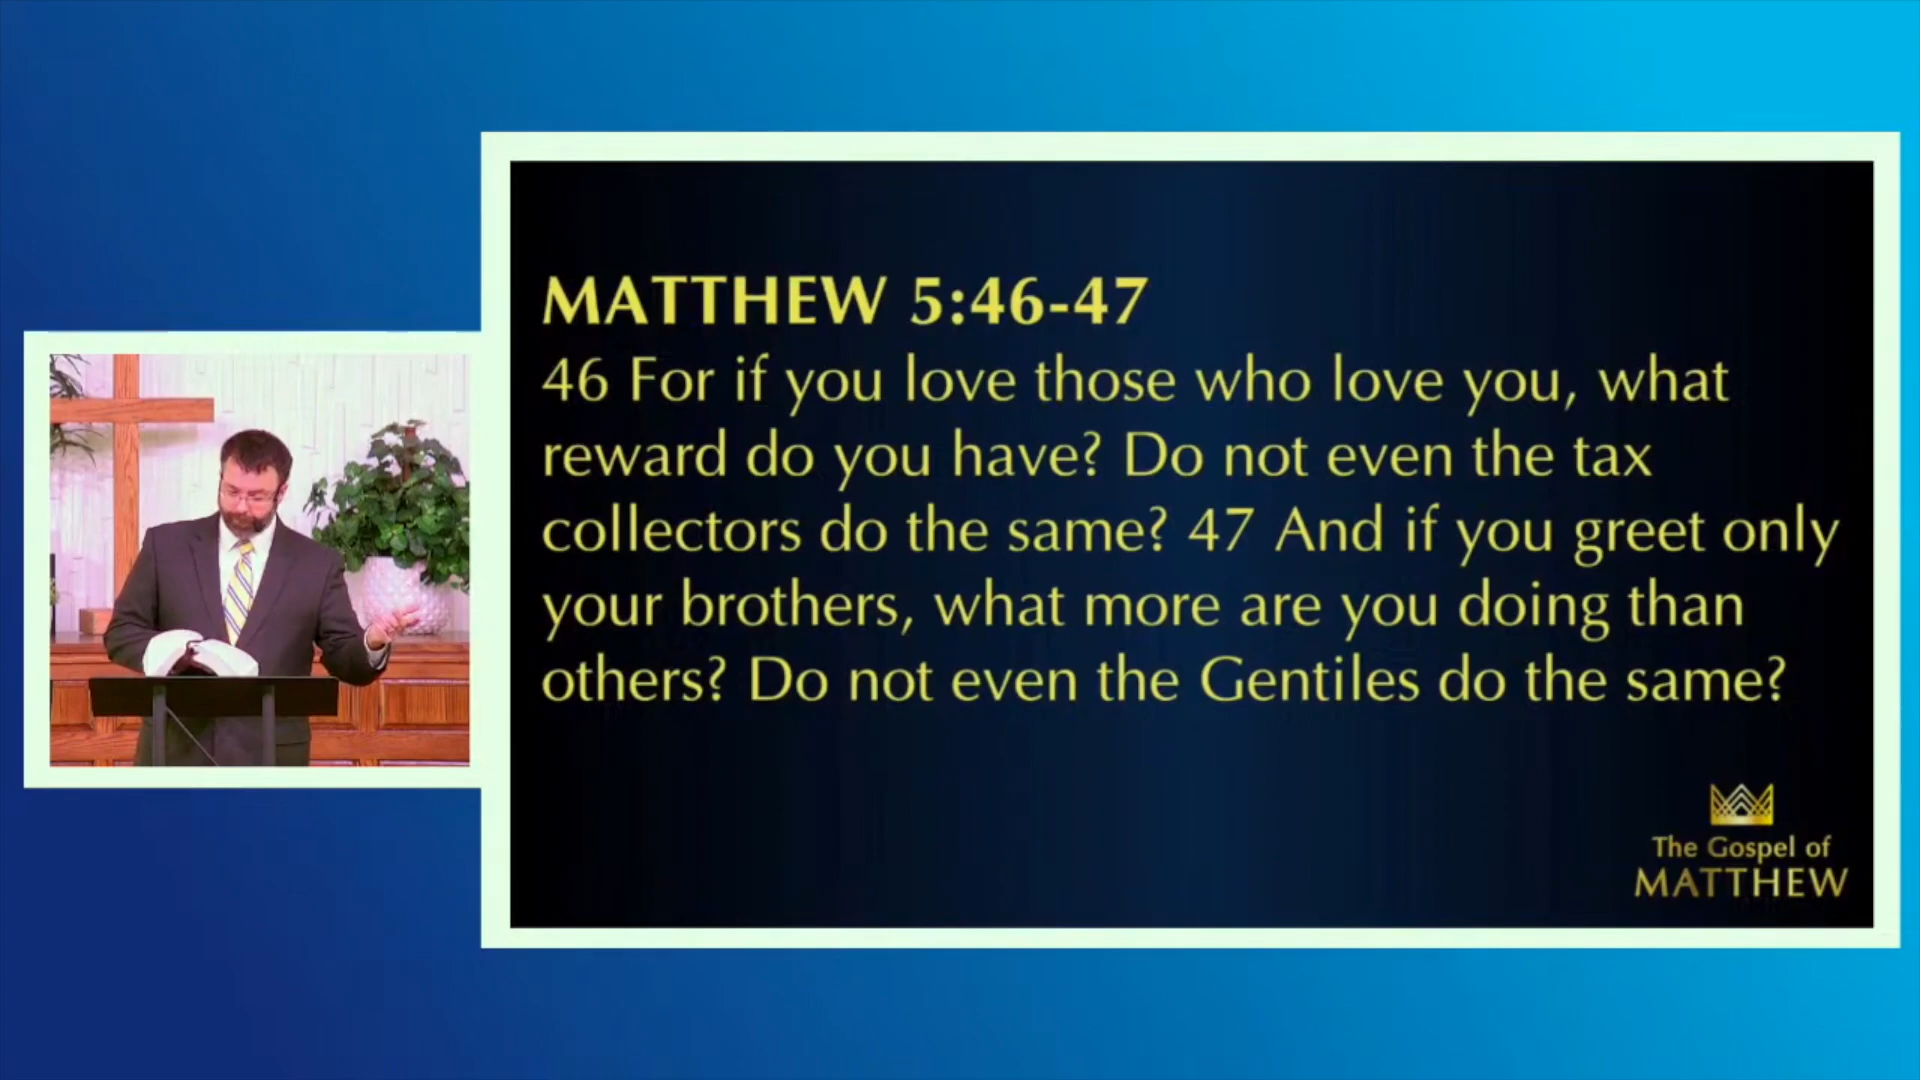 MATTHEW 5:46-47
46 For if you love those who love you, what
reward do you have? Do not even the tax
collectors do the same? 47 And if you greet only
your brothers, what more are you doing than
others? Do not even the Gentiles do the same?
The Gospel of
MATTHEW